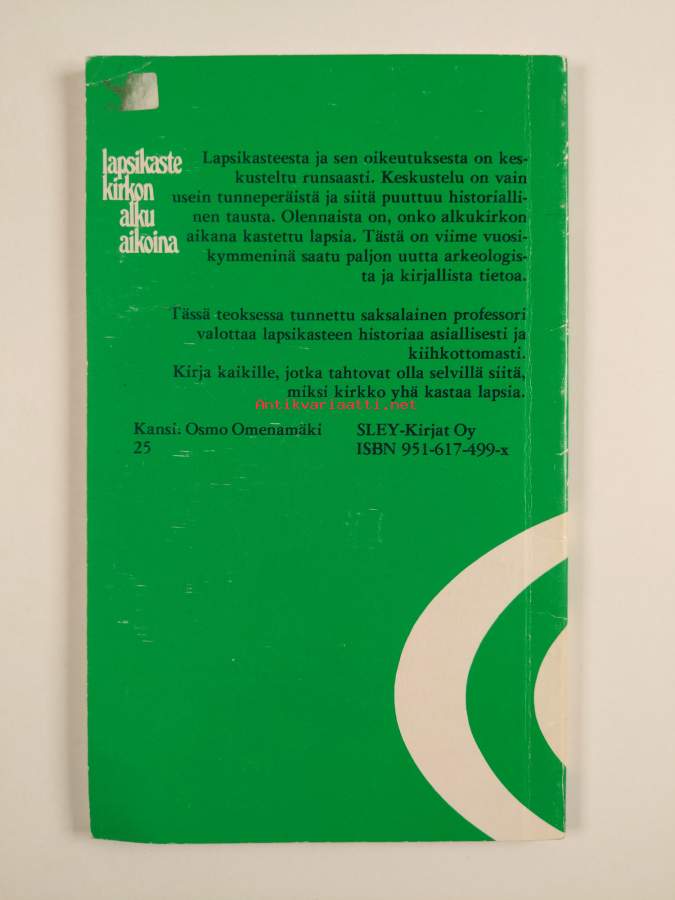 lapsikaste
kirkon
alku
aikoina
Lapsikasteesta ja sen oikeutuksesta on kes-
kusteltu runsaasti. Keskustelu on vain
usein tunneperäistä ja siitä puuttuu historialli-
nen tausta. Olennaista on, onko alkukirkon
aikana kastettu lapsia. Tästä on viime vuosi-
kymmeninä saatu paljon uutta arkeologis-
ta ja kirjallista tietoa.
Tässä teoksessa tunnettu saksalainen professori
valottaa lapsikasteen historiaa asiallisesti ja
kiihkottomasti.
Kirja kaikille, jotka tahtovat olla selvillä siitä,
miksi kirkko yhä kastaa lapsia.
Antikvariaatti.net
Kansi: Osmo Omenamäki SLEY-Kirjat Oy
25 ISBN 951-617-499-x